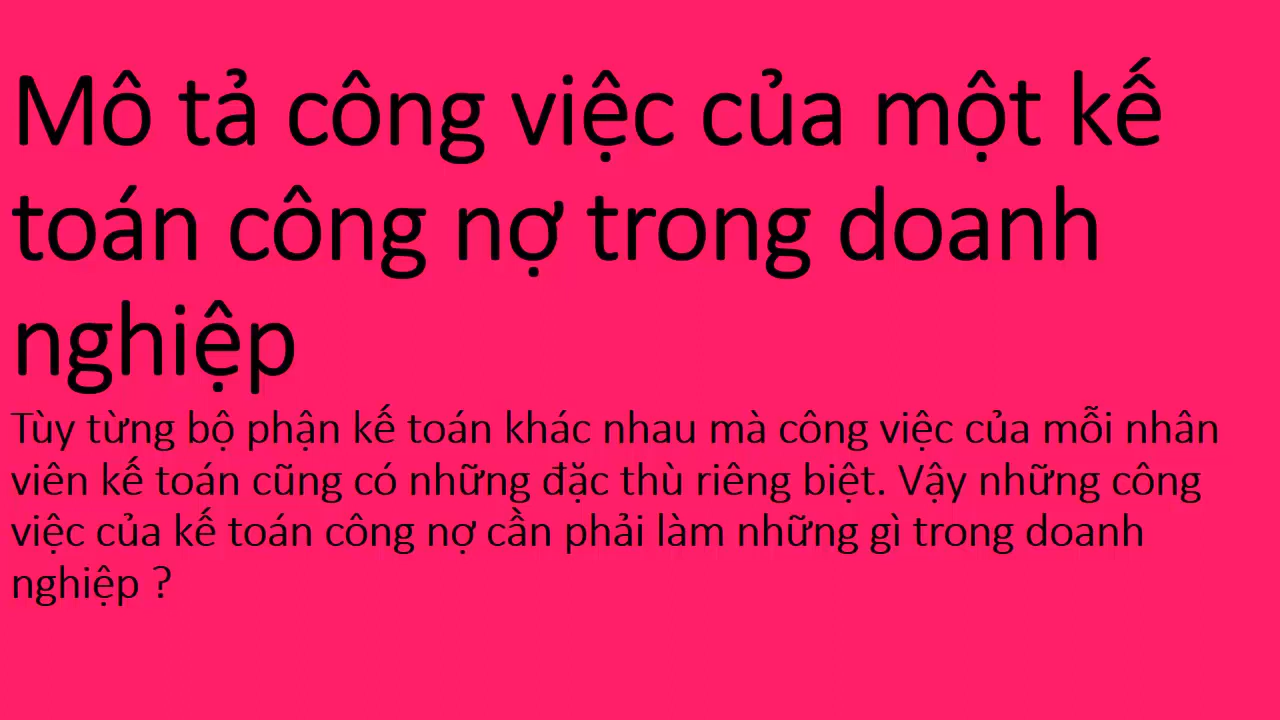 Mô tả công việc của một kế
toán công nợ trong doanh
nghiệp
Tùy từng bộ phận kế toán khác nhau mà công việc của mỗi nhân
viên kế toán cũng có những đặc thù riêng biệt. Vậy những công
việc của kế toán công nợ cần phải làm những gì trong doanh
nghiệp ?